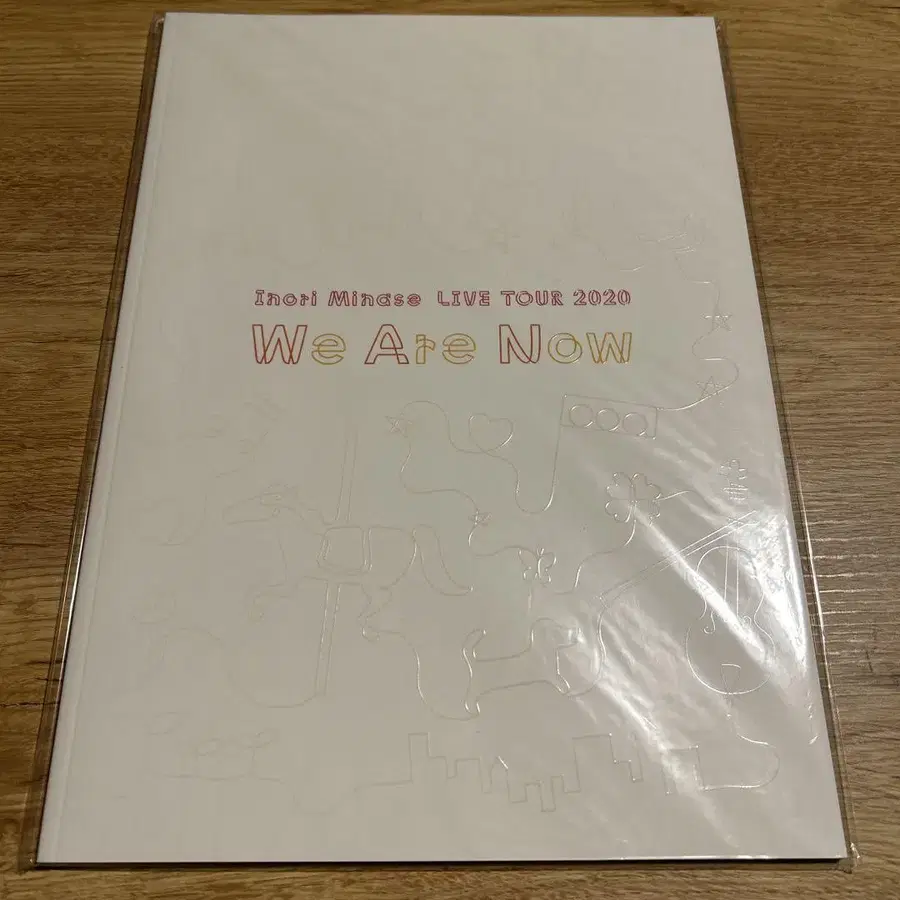 Inori Minase LIVE TOUR 2020
We Are Now